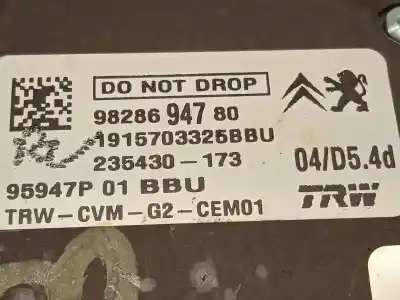 DO NOT DROP
98286 947 80
1915703325BBU
235430-173
04/D5.4d
95947P 01 BBU
TRW
TRW-CVM-G2-CEM01